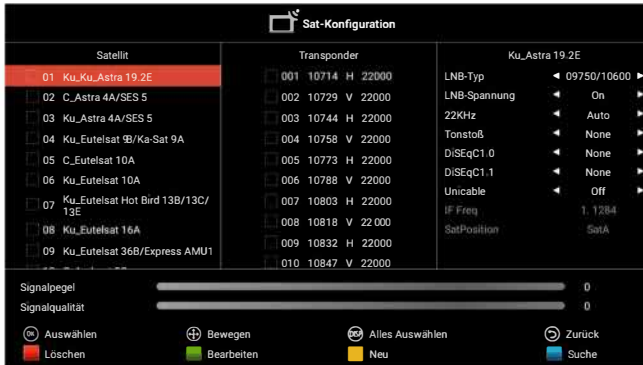 Sat-Konfiguration
Satellit
01 Ku_Ku_Astra 19.2E
02 C_Astra 4A/SES 5
03 Ku_Astra 4A/SES 5
04 Ku_Eutelsat 9B/Ka-Sat 9A
05 C_Eutelsat 10A
06 Ku_Eutelsat 10A
07 Ku_Eutelsat Hot Bird 13B/13C/
13E
08 Ku_Eutelsat 16A
09 Ku_Eutelsat 36B/Express AMU1
Transponder
001 10714 H 22000
002 10729 V 22000
003 10744 H 22000
004 10758 V 22000
005 10773 H 22000
006 10788 V 22000
007 10803 H 22000
008 10818 V 22000
009 10832 H 22000
010 10847 V 22000
Ku_Astra 19.2E
LNB-Typ 09750/10600
LNB-Spannung On
22KHz Auto
Tonstoß None
DiSEqC1.0 None
DiSEqC1.1 None
Unicable Off
IF Freq 1. 1284
SatPosition SatA
Signalpegel 0
Signalqualität 0
OK Auswählen Bewegen DISP Alles Auswählen Zurück
Löschen Bearbeiten Neu Suche